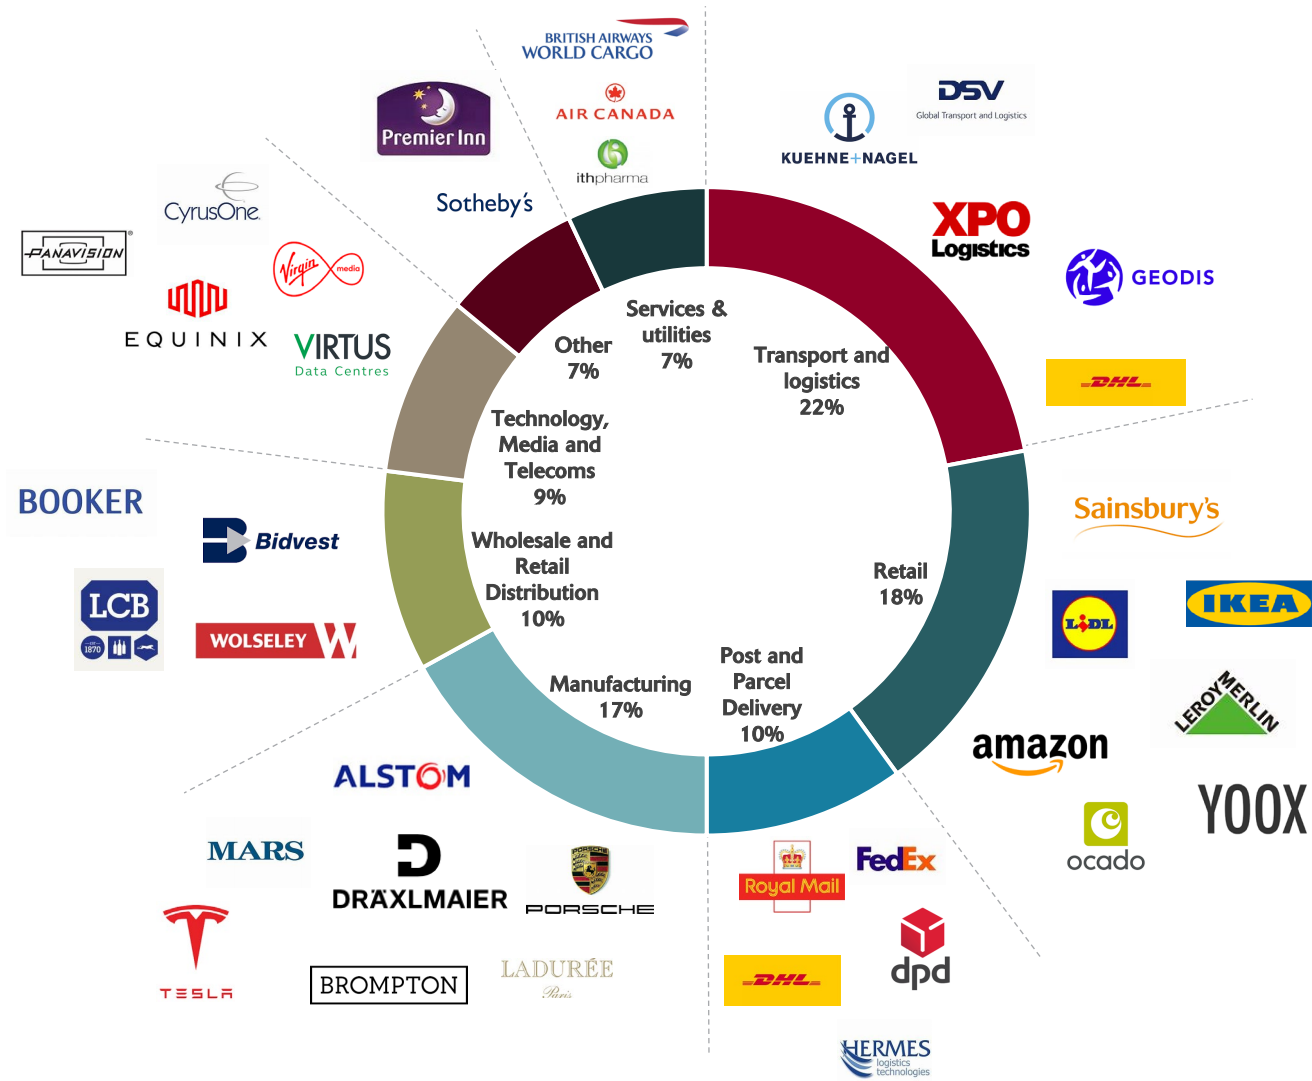 BRITISH AIRWAYS
WORLD CARGO
AIR CANADA
ithpharma
Services &
utilities
7%
KUEHNE+NAGEL
DSV
Global Transport and Logistics
XPO
Logistics
GEODIS
DHL
Transport and
logistics
22%
Sainsbury's
LiDL
IKEA
LEROY MERLIN
amazon
YOOX
ocado
Retail
18%
Post and
Parcel
Delivery
10%
Royal Mail
FedEx
DHL
dpd
HERMES
logistics
technologies
Manufacturing
17%
ALSTOM
MARS
D
DRÄXLMAIER
PORSCHE
PORSCHE
TESLA
BROMPTON
LADURÉE
Paris
Wholesale and
Retail
Distribution
10%
BOOKER
B Bidvest
LCB
EST
1870
WOLSELEY W
Technology,
Media and
Telecoms
9%
CyrusOne.
PANAVISION®
Virgin media
EQUINIX
VIRTUS
Data Centres
Other
7%
Premier Inn
Sotheby's